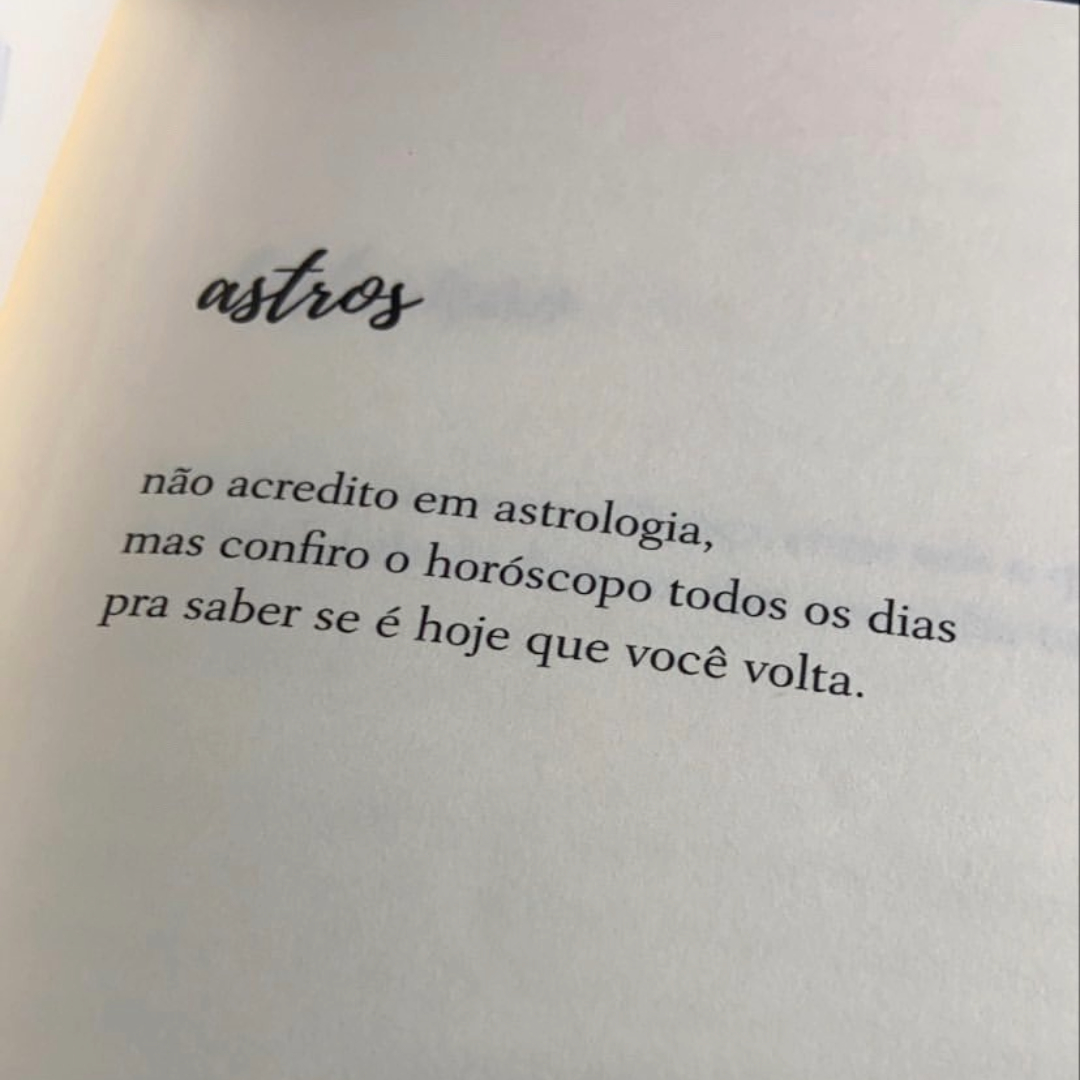 astros
não acredito em astrologia,
mas confiro o horóscopo todos os dias
pra saber se é hoje que você volta.